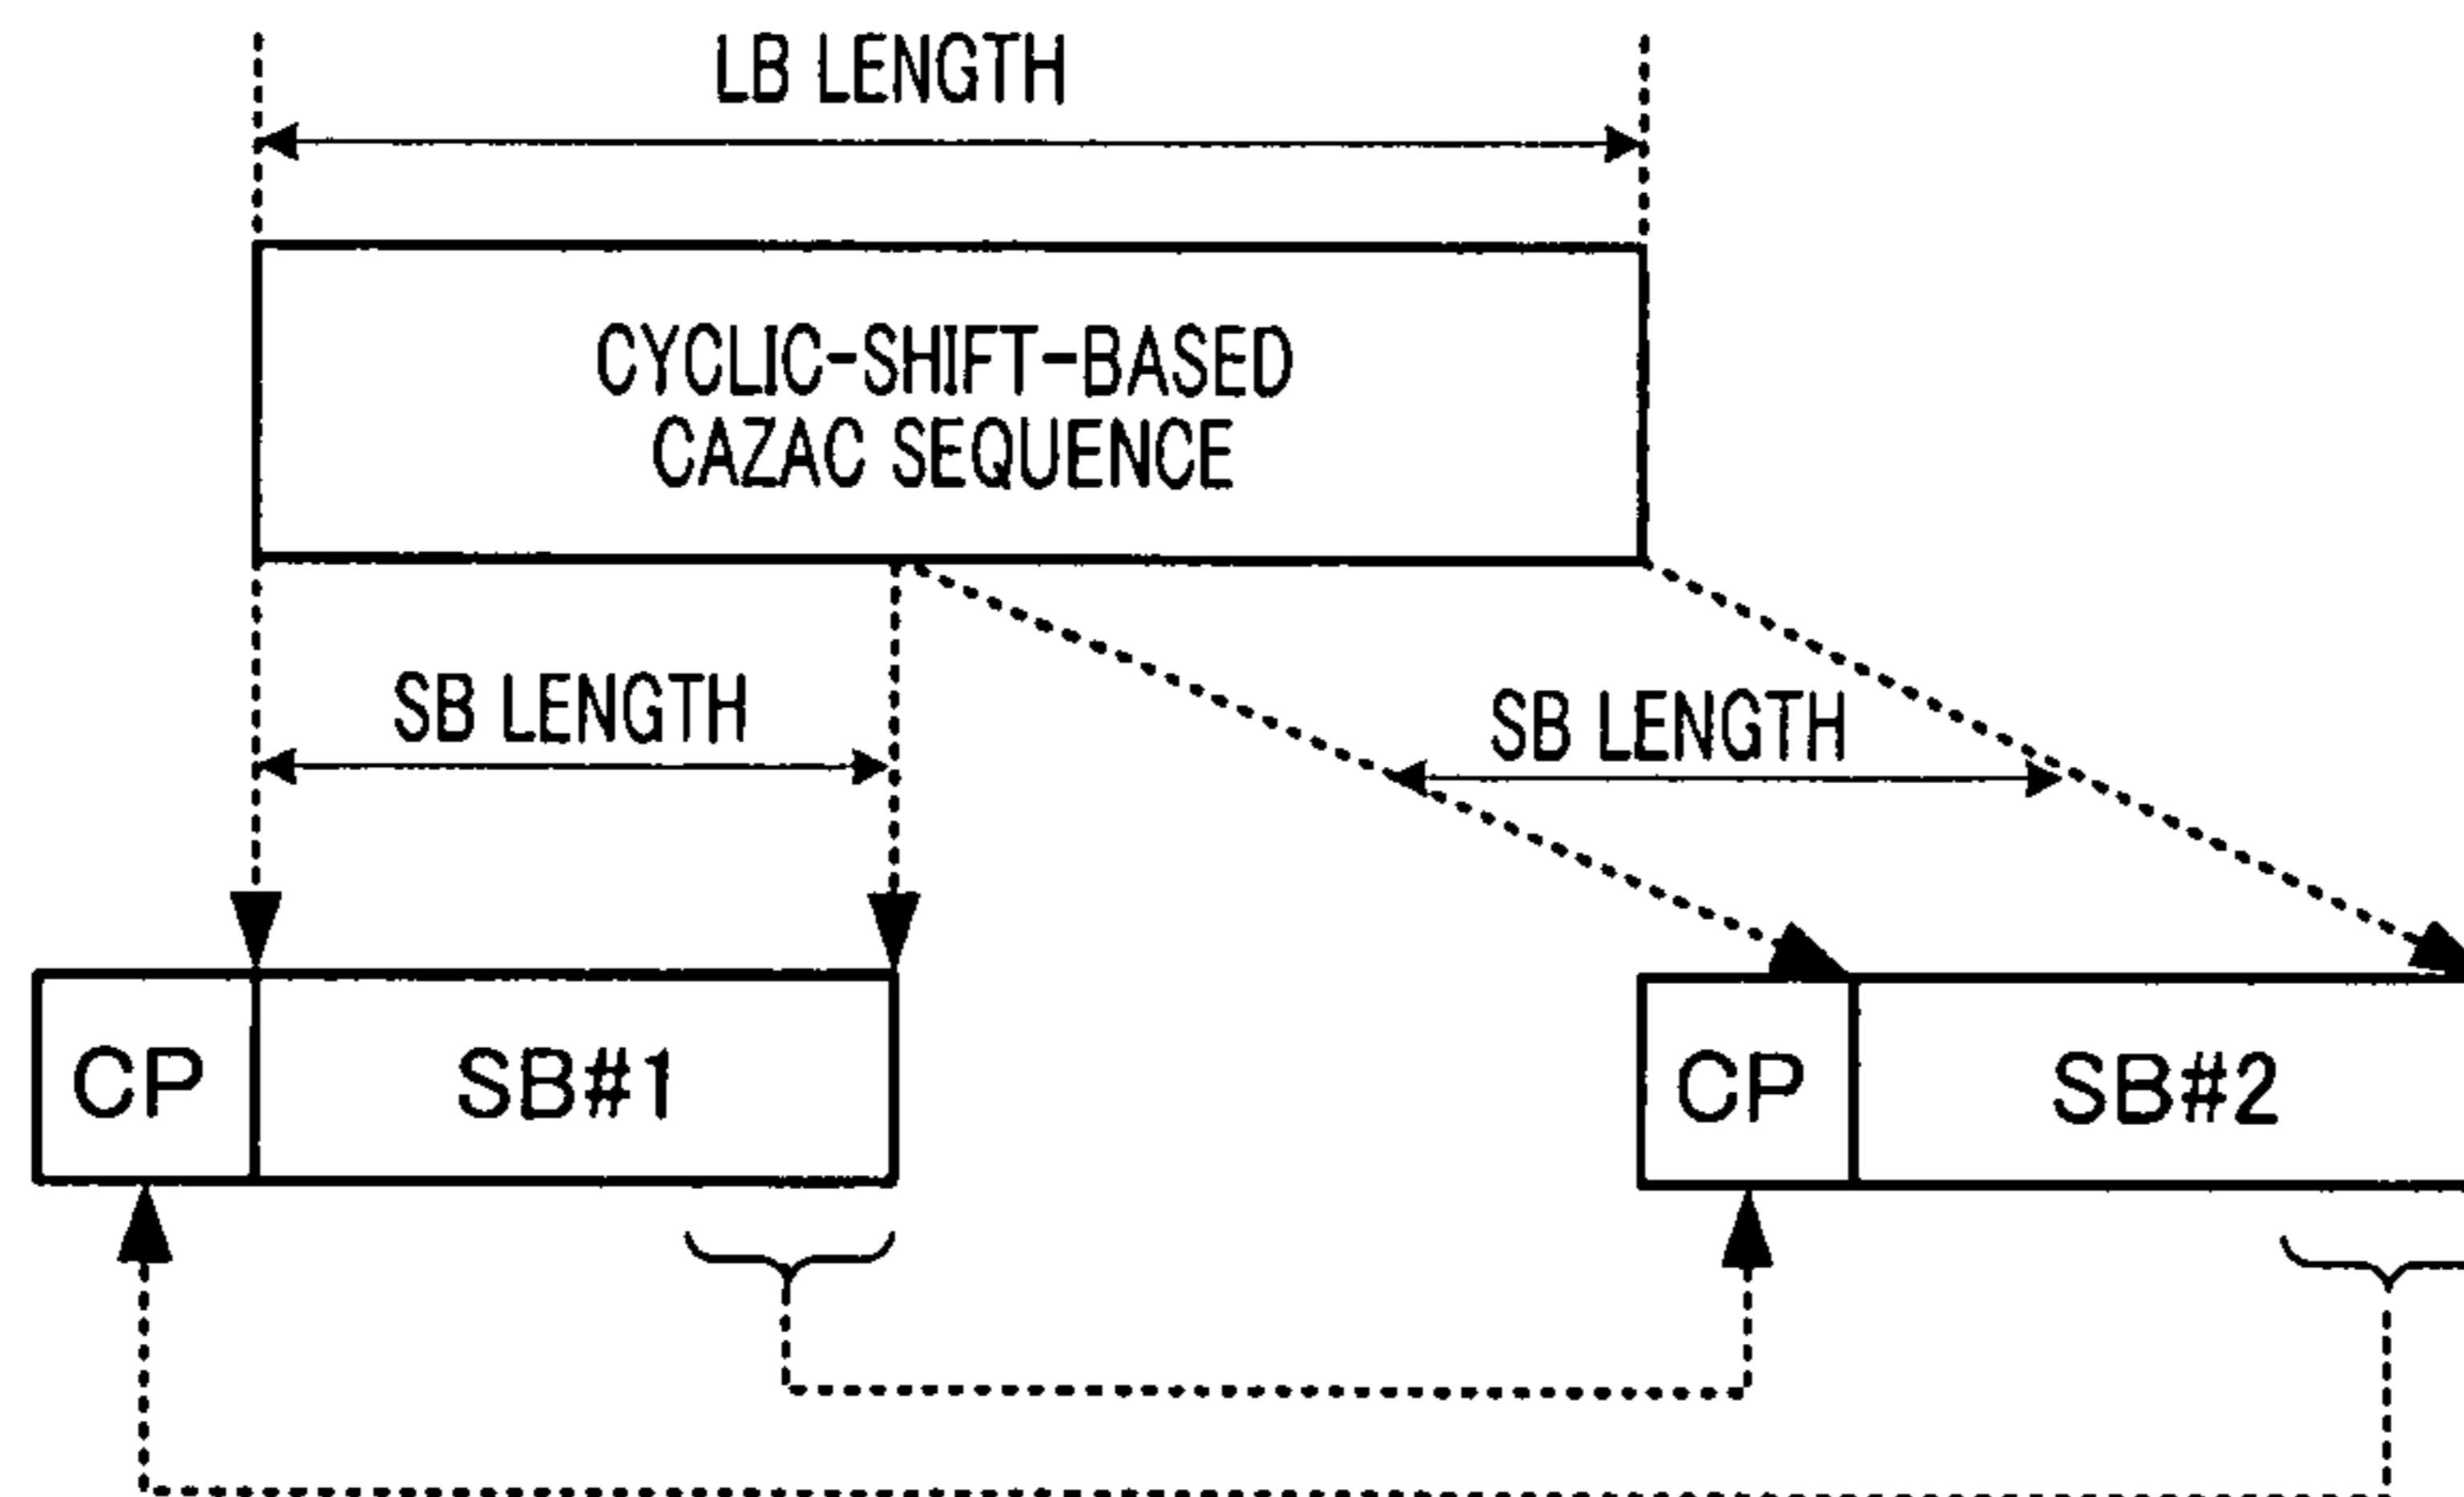 LB LENGTH
CYCLIC-SHIFT-BASED
CAZAC SEQUENCE
SB LENGTH
SB LENGTH
CP
SB#1
CP
SB#2